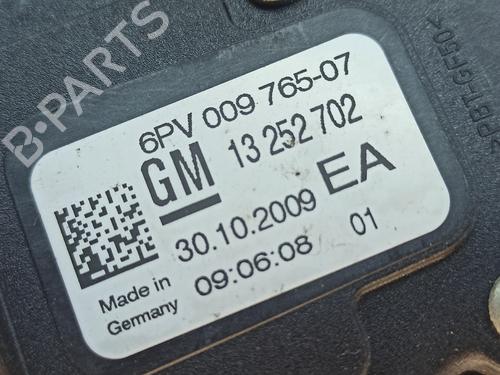 B-PARTS
>PBT-GF50<
6PV 009 765-07
GM 13 252 702
EA
30.10.2009
01
09:06:08
Made in
Germany